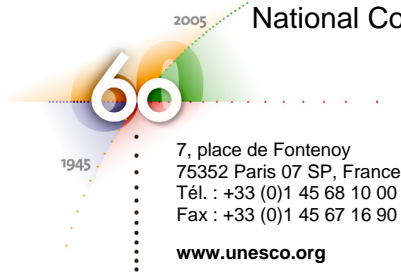 2005
National Co
60
1945
7, place de Fontenoy
75352 Paris 07 SP, France
Tél. : +33 (0)1 45 68 10 00
Fax : +33 (0)1 45 67 16 90
www.unesco.org